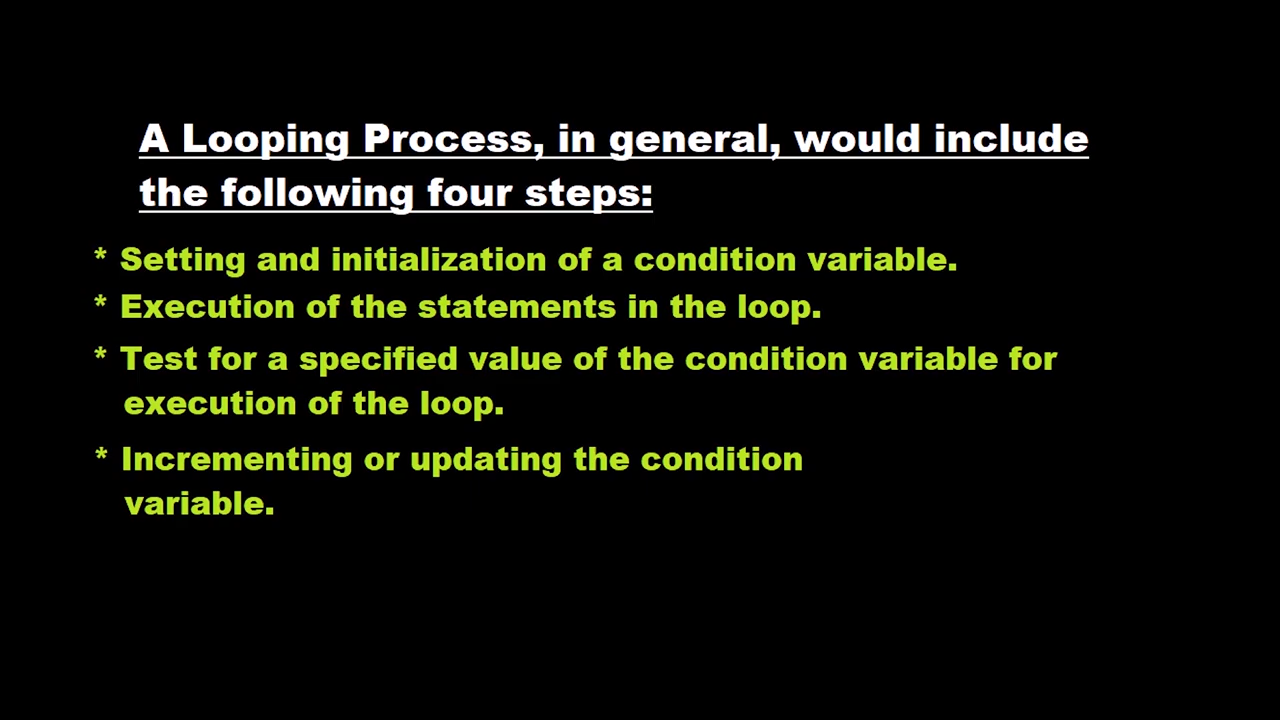 A Looping Process, in general, would include
the following four steps:
* Setting and initialization of a condition variable.
* Execution of the statements in the loop.
* Test for a specified value of the condition variable for
execution of the loop.
* Incrementing or updating the condition
variable.